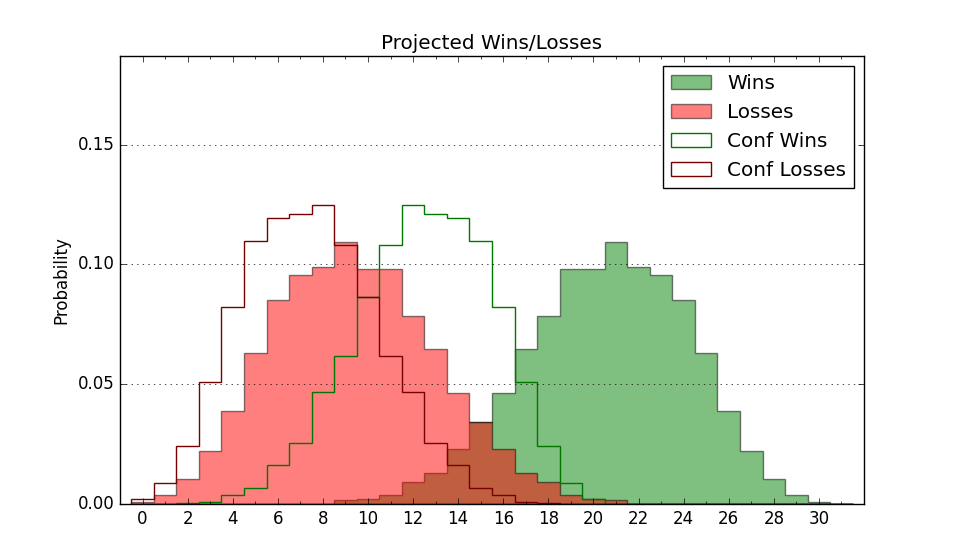 Projected Wins/Losses
Wins
Losses
Conf Wins
Conf Losses
Probability
0.15
0.10
0.05
0.00
0 2 4 6 8 10 12 14 16 18 20 22 24 26 28 30